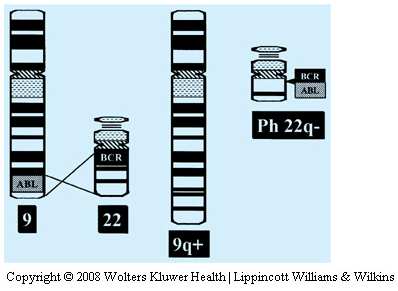 BCR
ABL
Ph 22q-
BCR
ABL
9
22
9q+
Copyright © 2008 Wolters Kluwer Health | Lippincott Williams & Wilkins